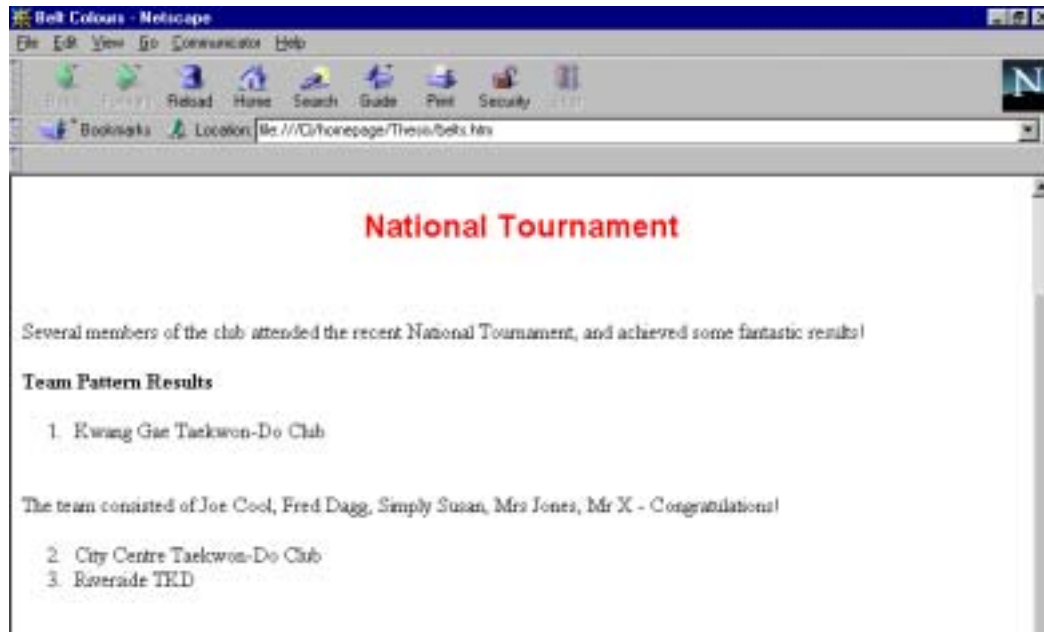 Belt Colours - Netscape
File Edit View Go Communicator Help
Back Forward Reload Home Search Guide Print Security
Bookmarks Location: file:///C|/homepage/Thesis/belts.htm
N
National Tournament
Several members of the club attended the recent National Tournament, and achieved some fantastic results!
Team Pattern Results
1. Kwang Gae Taekwon-Do Club
The team consisted of Joe Cool, Fred Dagg, Simply Susan, Mrs Jones, Mr X - Congratulations!
2. City Centre Taekwon-Do Club
3. Riverside TKD